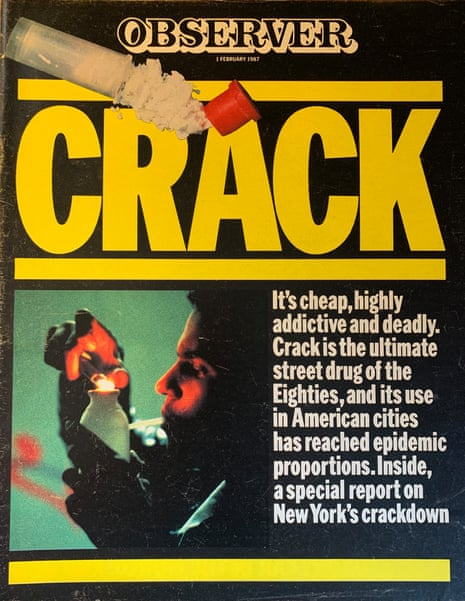 OBSERVER
1 FEBRUARY 1987
CRACK
It's cheap, highly
addictive and deadly.
Crack is the ultimate
street drug of the
Eighties, and its use
in American cities
has reached epidemic
proportions. Inside,
a special report on
New York's crackdown